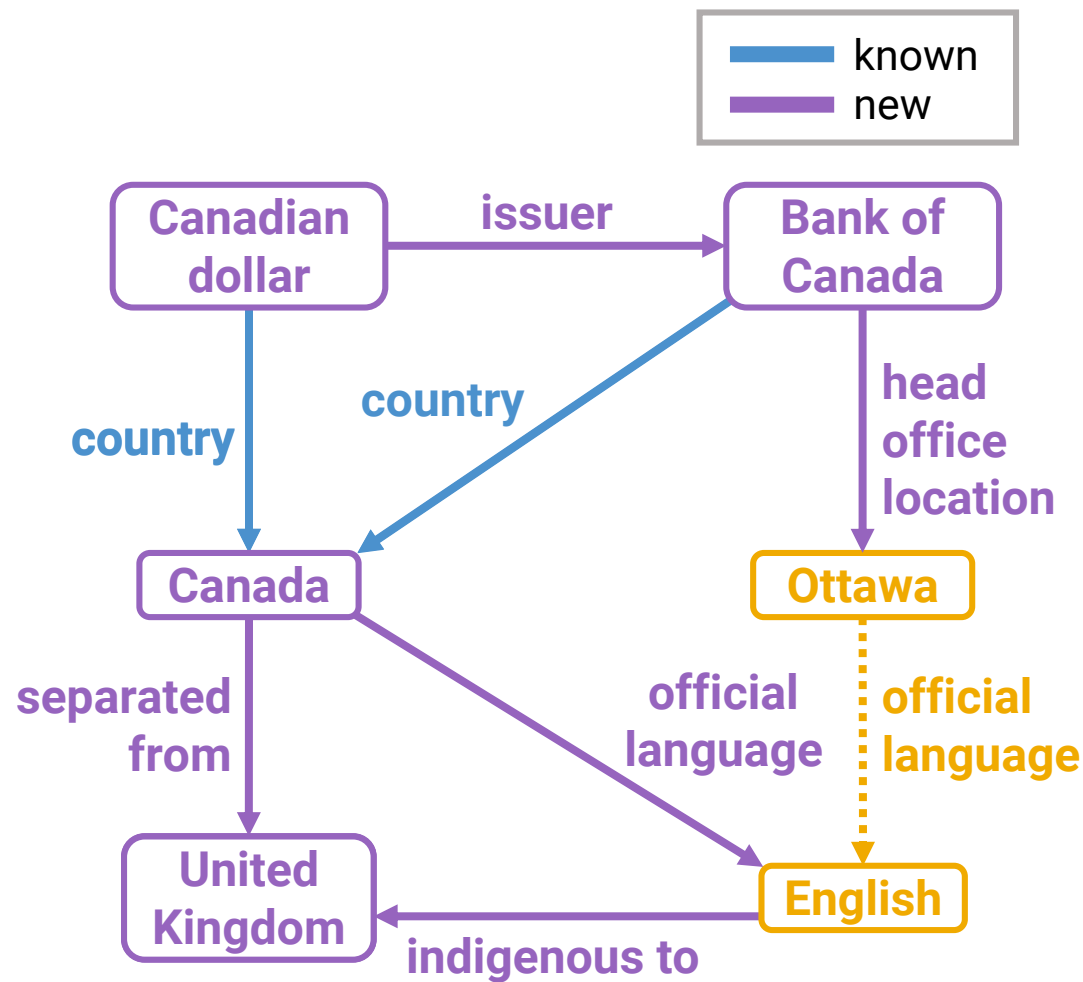 known
new
Canadian
dollar
issuer
Bank of
Canada
country
country
head
office
location
Canada
Ottawa
separated
from
official
language
official
language
United
Kingdom
English
indigenous to